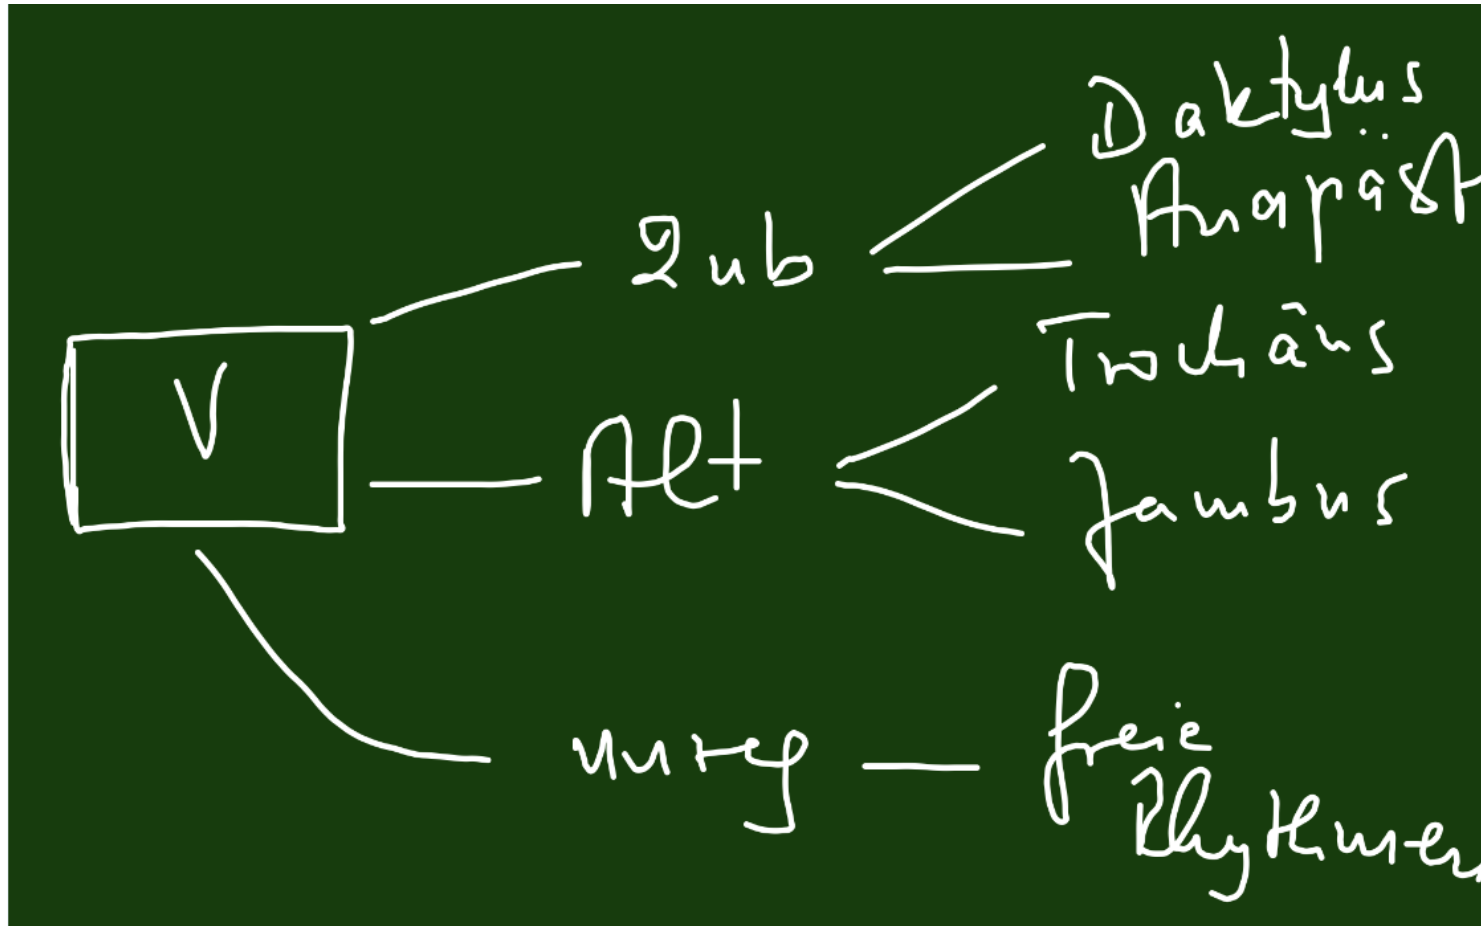 Daktylus
Anapäst
2ub
Trochäus
V
Alt
Jambus
unreg
freie
Rhythmen